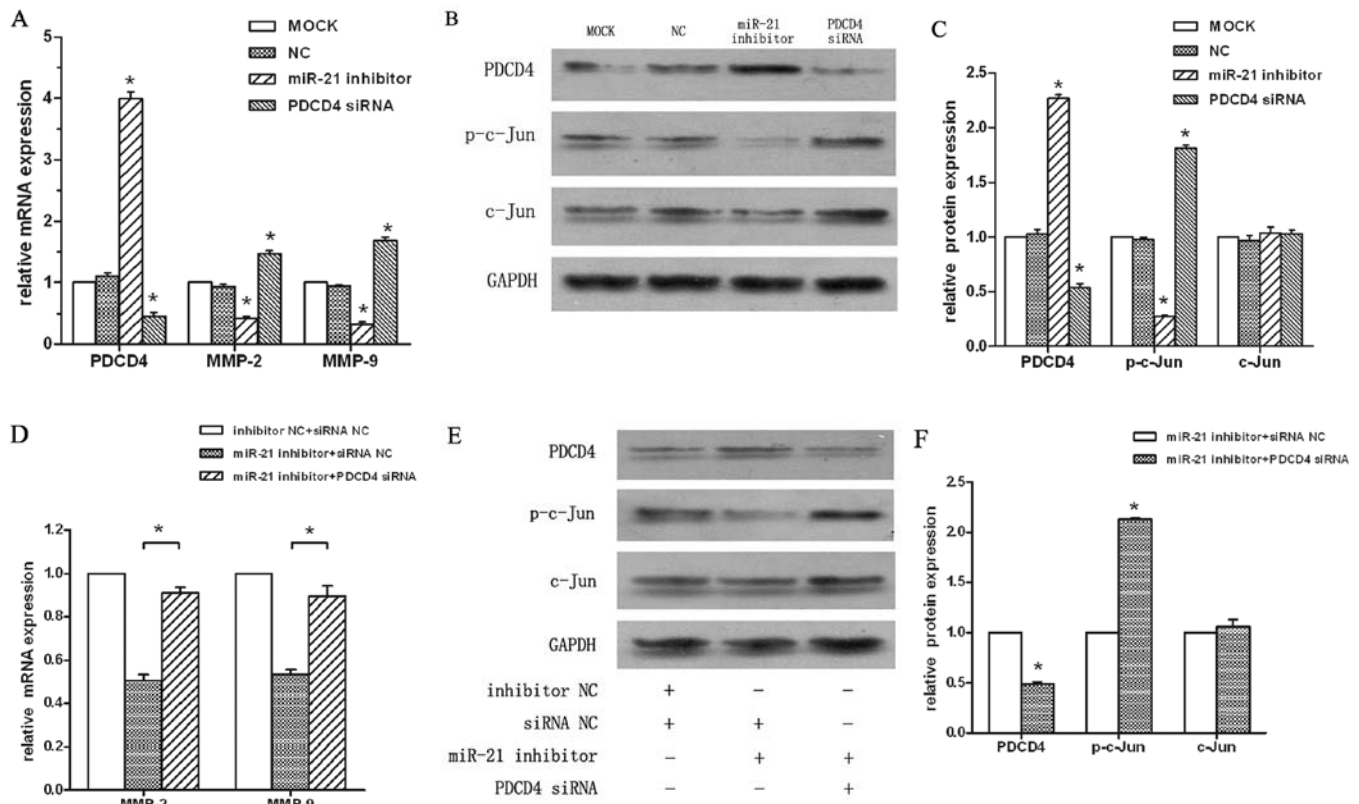 A
MOCK
NC
miR-21 inhibitor
PDCD4 siRNA
relative mRNA expression
5
4
3
2
1
0
*
*
*
*
*
*
PDCD4
MMP-2
MMP-9
B
MOCK
NC
miR-21
inhibitor
PDCD4
siRNA
PDCD4
p-c-Jun
c-Jun
GAPDH
C
MOCK
NC
miR-21 inhibitor
PDCD4 siRNA
relative protein expression
2.5
2.0
1.5
1.0
0.5
0.0
*
*
*
*
PDCD4
p-c-Jun
c-Jun
D
inhibitor NC+siRNA NC
miR-21 inhibitor+siRNA NC
miR-21 inhibitor+PDCD4 siRNA
relative mRNA expression
1.2
1.0
0.8
0.6
0.4
0.2
0.0
*
*
MMP-2
MMP-9
E
PDCD4
p-c-Jun
c-Jun
GAPDH
inhibitor NC + − −
siRNA NC + + −
miR-21 inhibitor − + +
PDCD4 siRNA − − +
F
miR-21 inhibitor+siRNA NC
miR-21 inhibitor+PDCD4 siRNA
relative protein expression
2.5
2.0
1.5
1.0
0.5
0.0
*
*
PDCD4
p-c-Jun
c-Jun